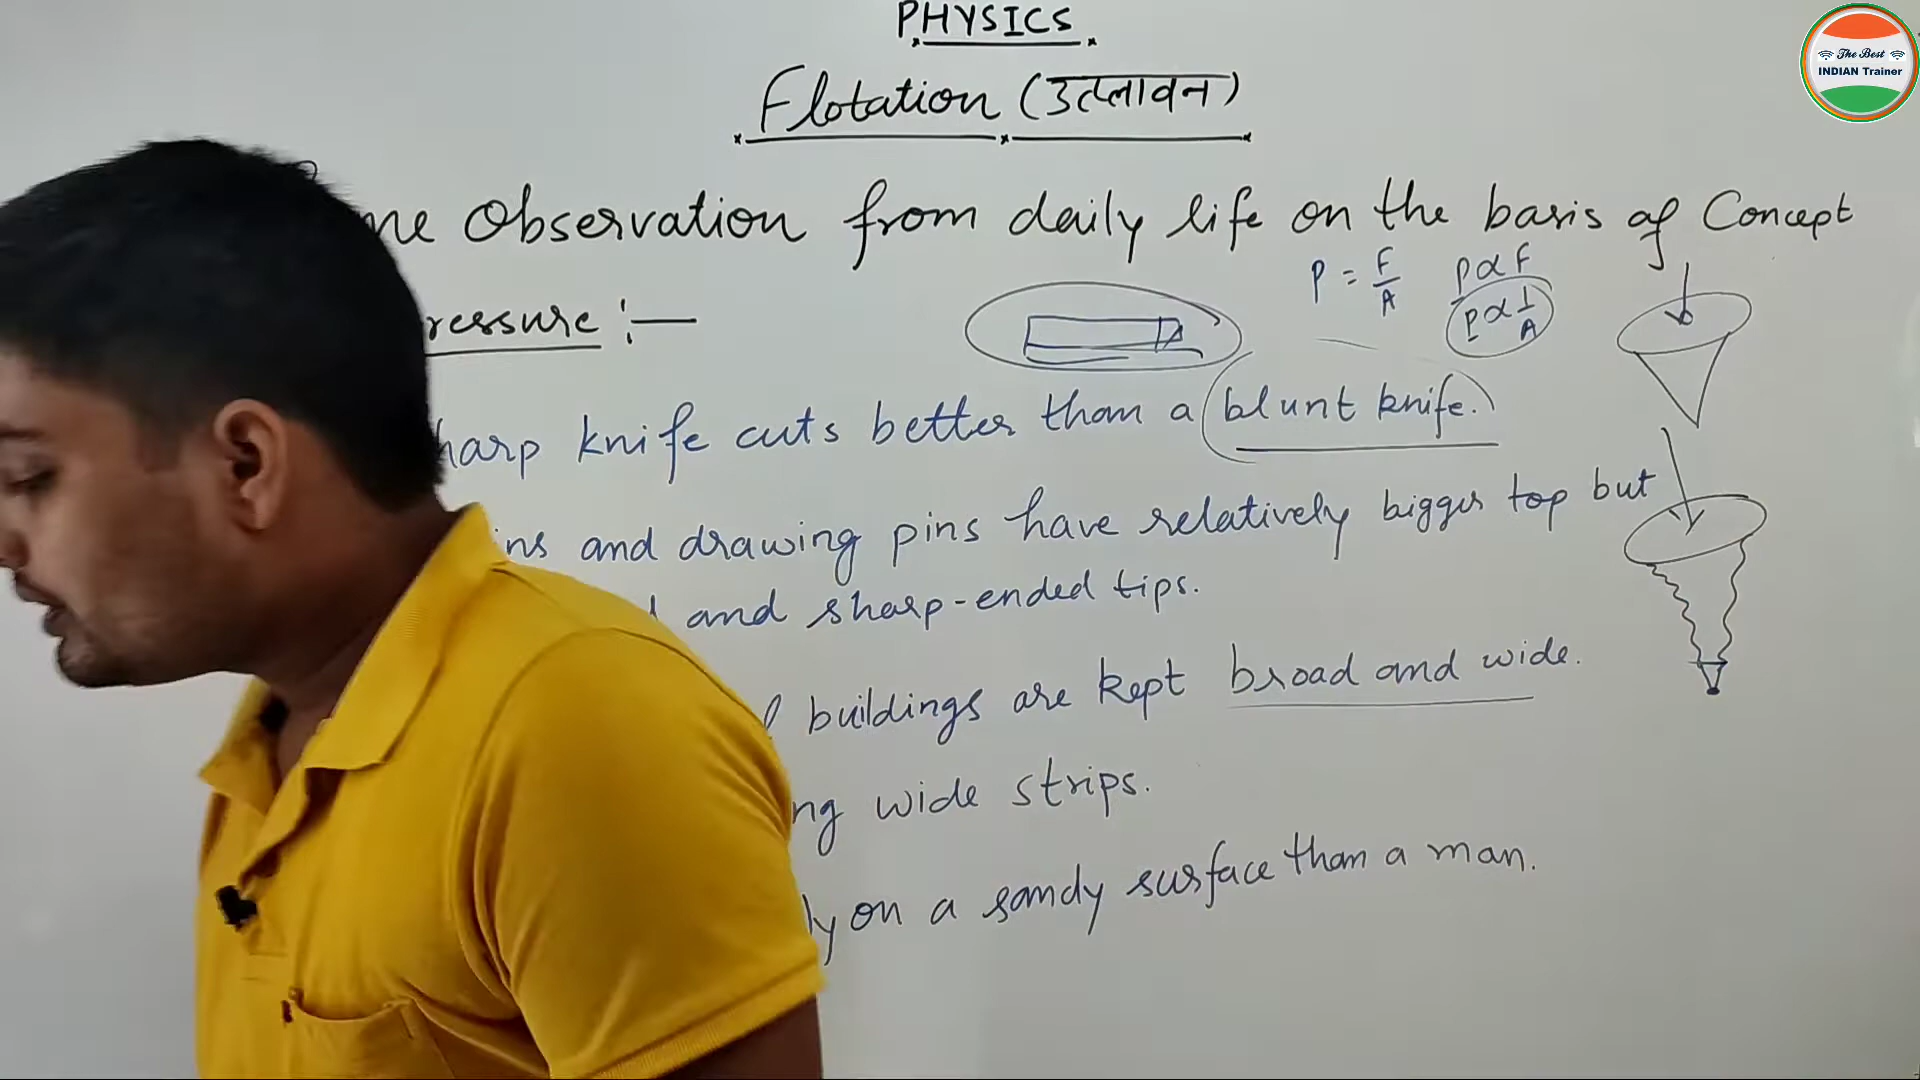 PHYSICS
The Best
INDIAN Trainer
Flotation (उत्प्लावन)
me Observation from daily life on the basis of Concept
ressure :—
P = F/A
P ∝ F
P ∝ 1/A
harp knife cuts better than a blunt knife.
ins and drawing pins have relatively bigger top but
and sharp-ended tips.
buildings are kept broad and wide.
ng wide strips.
ly on a sandy surface than a man.